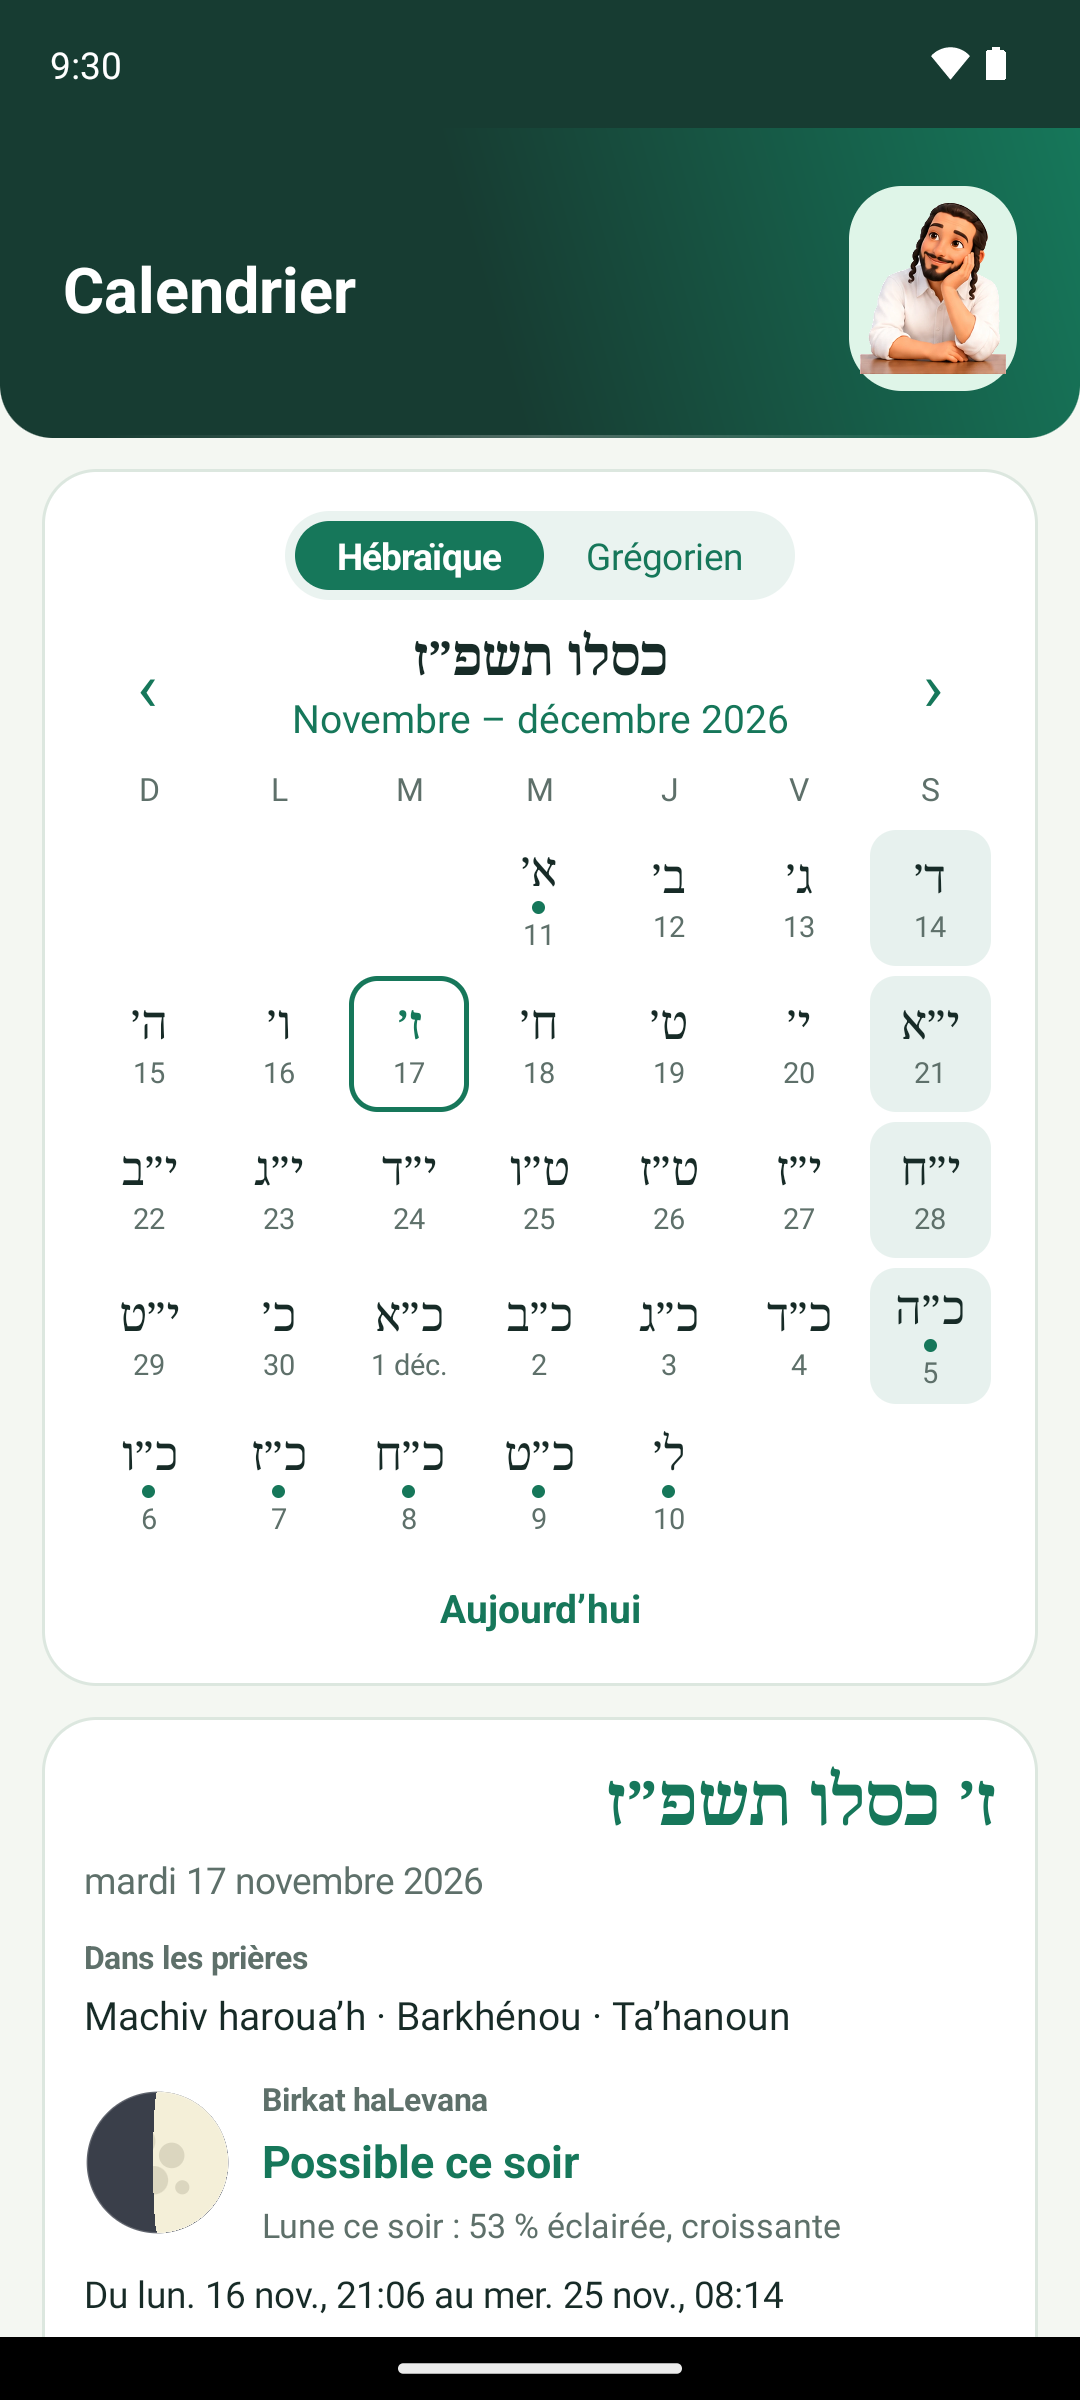 9:30
Calendrier
Hébraïque Grégorien
כסלו תשפ״ז
‹ Novembre – décembre 2026 ›
D L M M J V S
א׳ ב׳ ג׳ ד׳
11 12 13 14
ה׳ ו׳ ז׳ ח׳ ט׳ י׳ י״א
15 16 17 18 19 20 21
י״ב י״ג י״ד ט״ו ט״ז י״ז י״ח
22 23 24 25 26 27 28
י״ט כ׳ כ״א כ״ב כ״ג כ״ד כ״ה
29 30 1 déc. 2 3 4 5
כ״ו כ״ז כ״ח כ״ט ל׳
6 7 8 9 10
Aujourd’hui
ז׳ כסלו תשפ״ז
mardi 17 novembre 2026
Dans les prières
Machiv haroua’h · Barkhénou · Ta’hanoun
Birkat haLevana
Possible ce soir
Lune ce soir : 53 % éclairée, croissante
Du lun. 16 nov., 21:06 au mer. 25 nov., 08:14